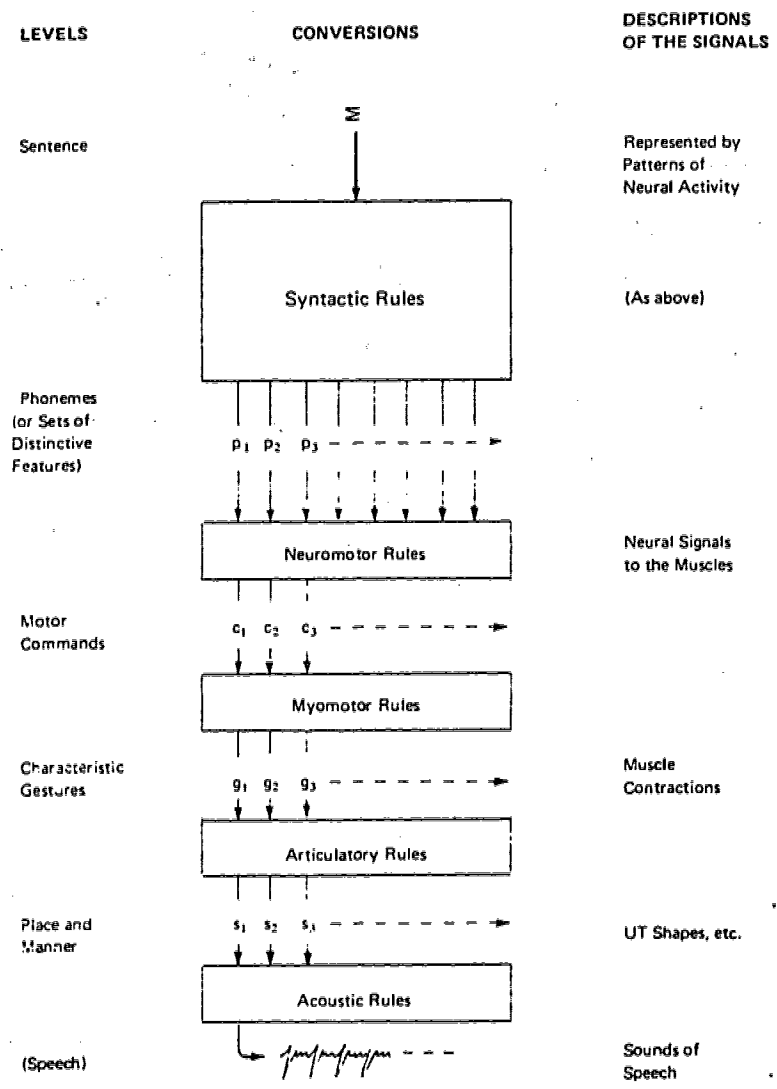 LEVELS CONVERSIONS DESCRIPTIONS
OF THE SIGNALS
M
Sentence
Represented by
Patterns of
Neural Activity
Syntactic Rules
(As above)
Phonemes
(or Sets of
Distinctive
Features)
p1 p2 p3
Neuromotor Rules
Neural Signals
to the Muscles
Motor
Commands
c1 c2 c3
Myomotor Rules
Characteristic
Gestures
g1 g2 g3
Muscle
Contractions
Articulatory Rules
Place and
Manner
s1 s2 s3
UT Shapes, etc.
Acoustic Rules
(Speech)
Sounds of
Speech